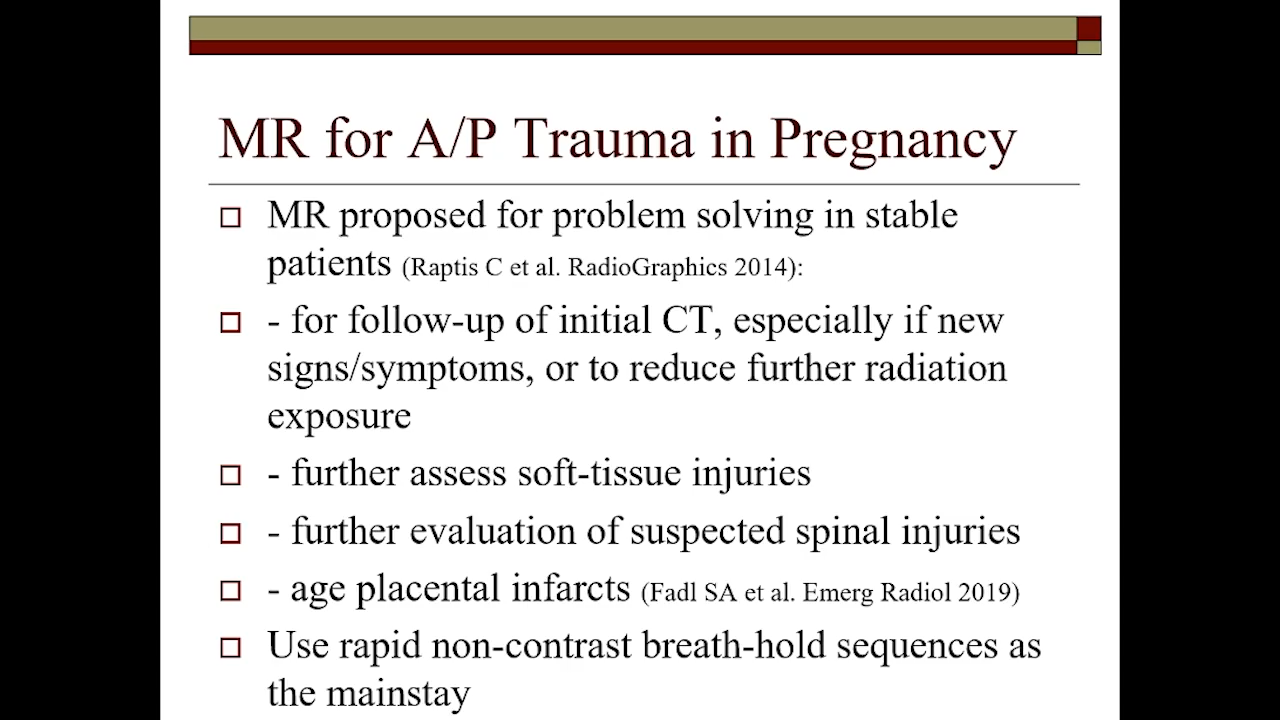 MR for A/P Trauma in Pregnancy
MR proposed for problem solving in stable
patients (Raptis C et al. RadioGraphics 2014):
- for follow-up of initial CT, especially if new
signs/symptoms, or to reduce further radiation
exposure
- further assess soft-tissue injuries
- further evaluation of suspected spinal injuries
- age placental infarcts (Fadl SA et al. Emerg Radiol 2019)
Use rapid non-contrast breath-hold sequences as
the mainstay